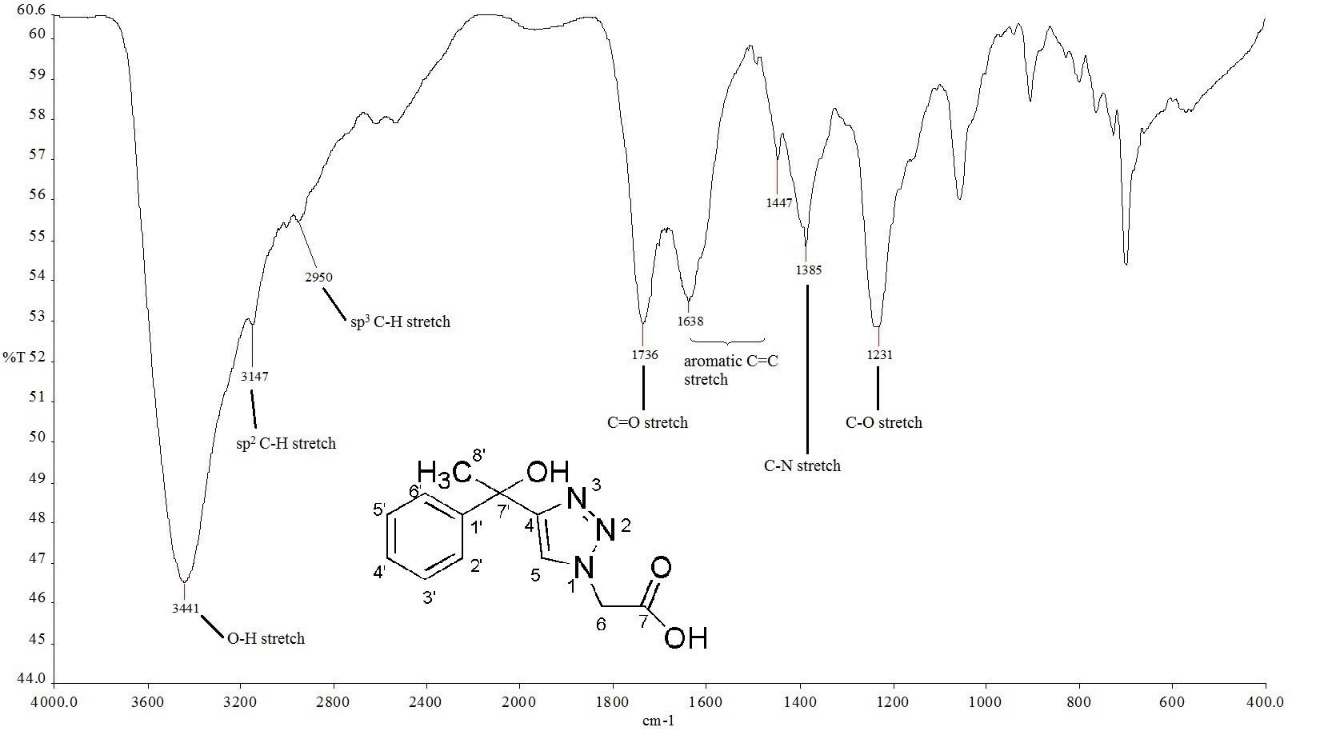 60.6
60
59
58
57
56
55
54
53
%T 52
51
50
49
48
47
46
45
44.0
4000.0 3600 3200 2800 2400 2000 1800 1600 1400 1200 1000 800 600 400.0
cm-1
3441
O-H stretch
3147
sp² C-H stretch
2950
sp³ C-H stretch
1736
C=O stretch
1638
aromatic C=C
stretch
1447
1385
C-N stretch
1231
C-O stretch
H₃C 8' OH
6' 7' N 3
5' 1' 4 N 2
4' 2' 5 N 1
3' O
6 7
OH